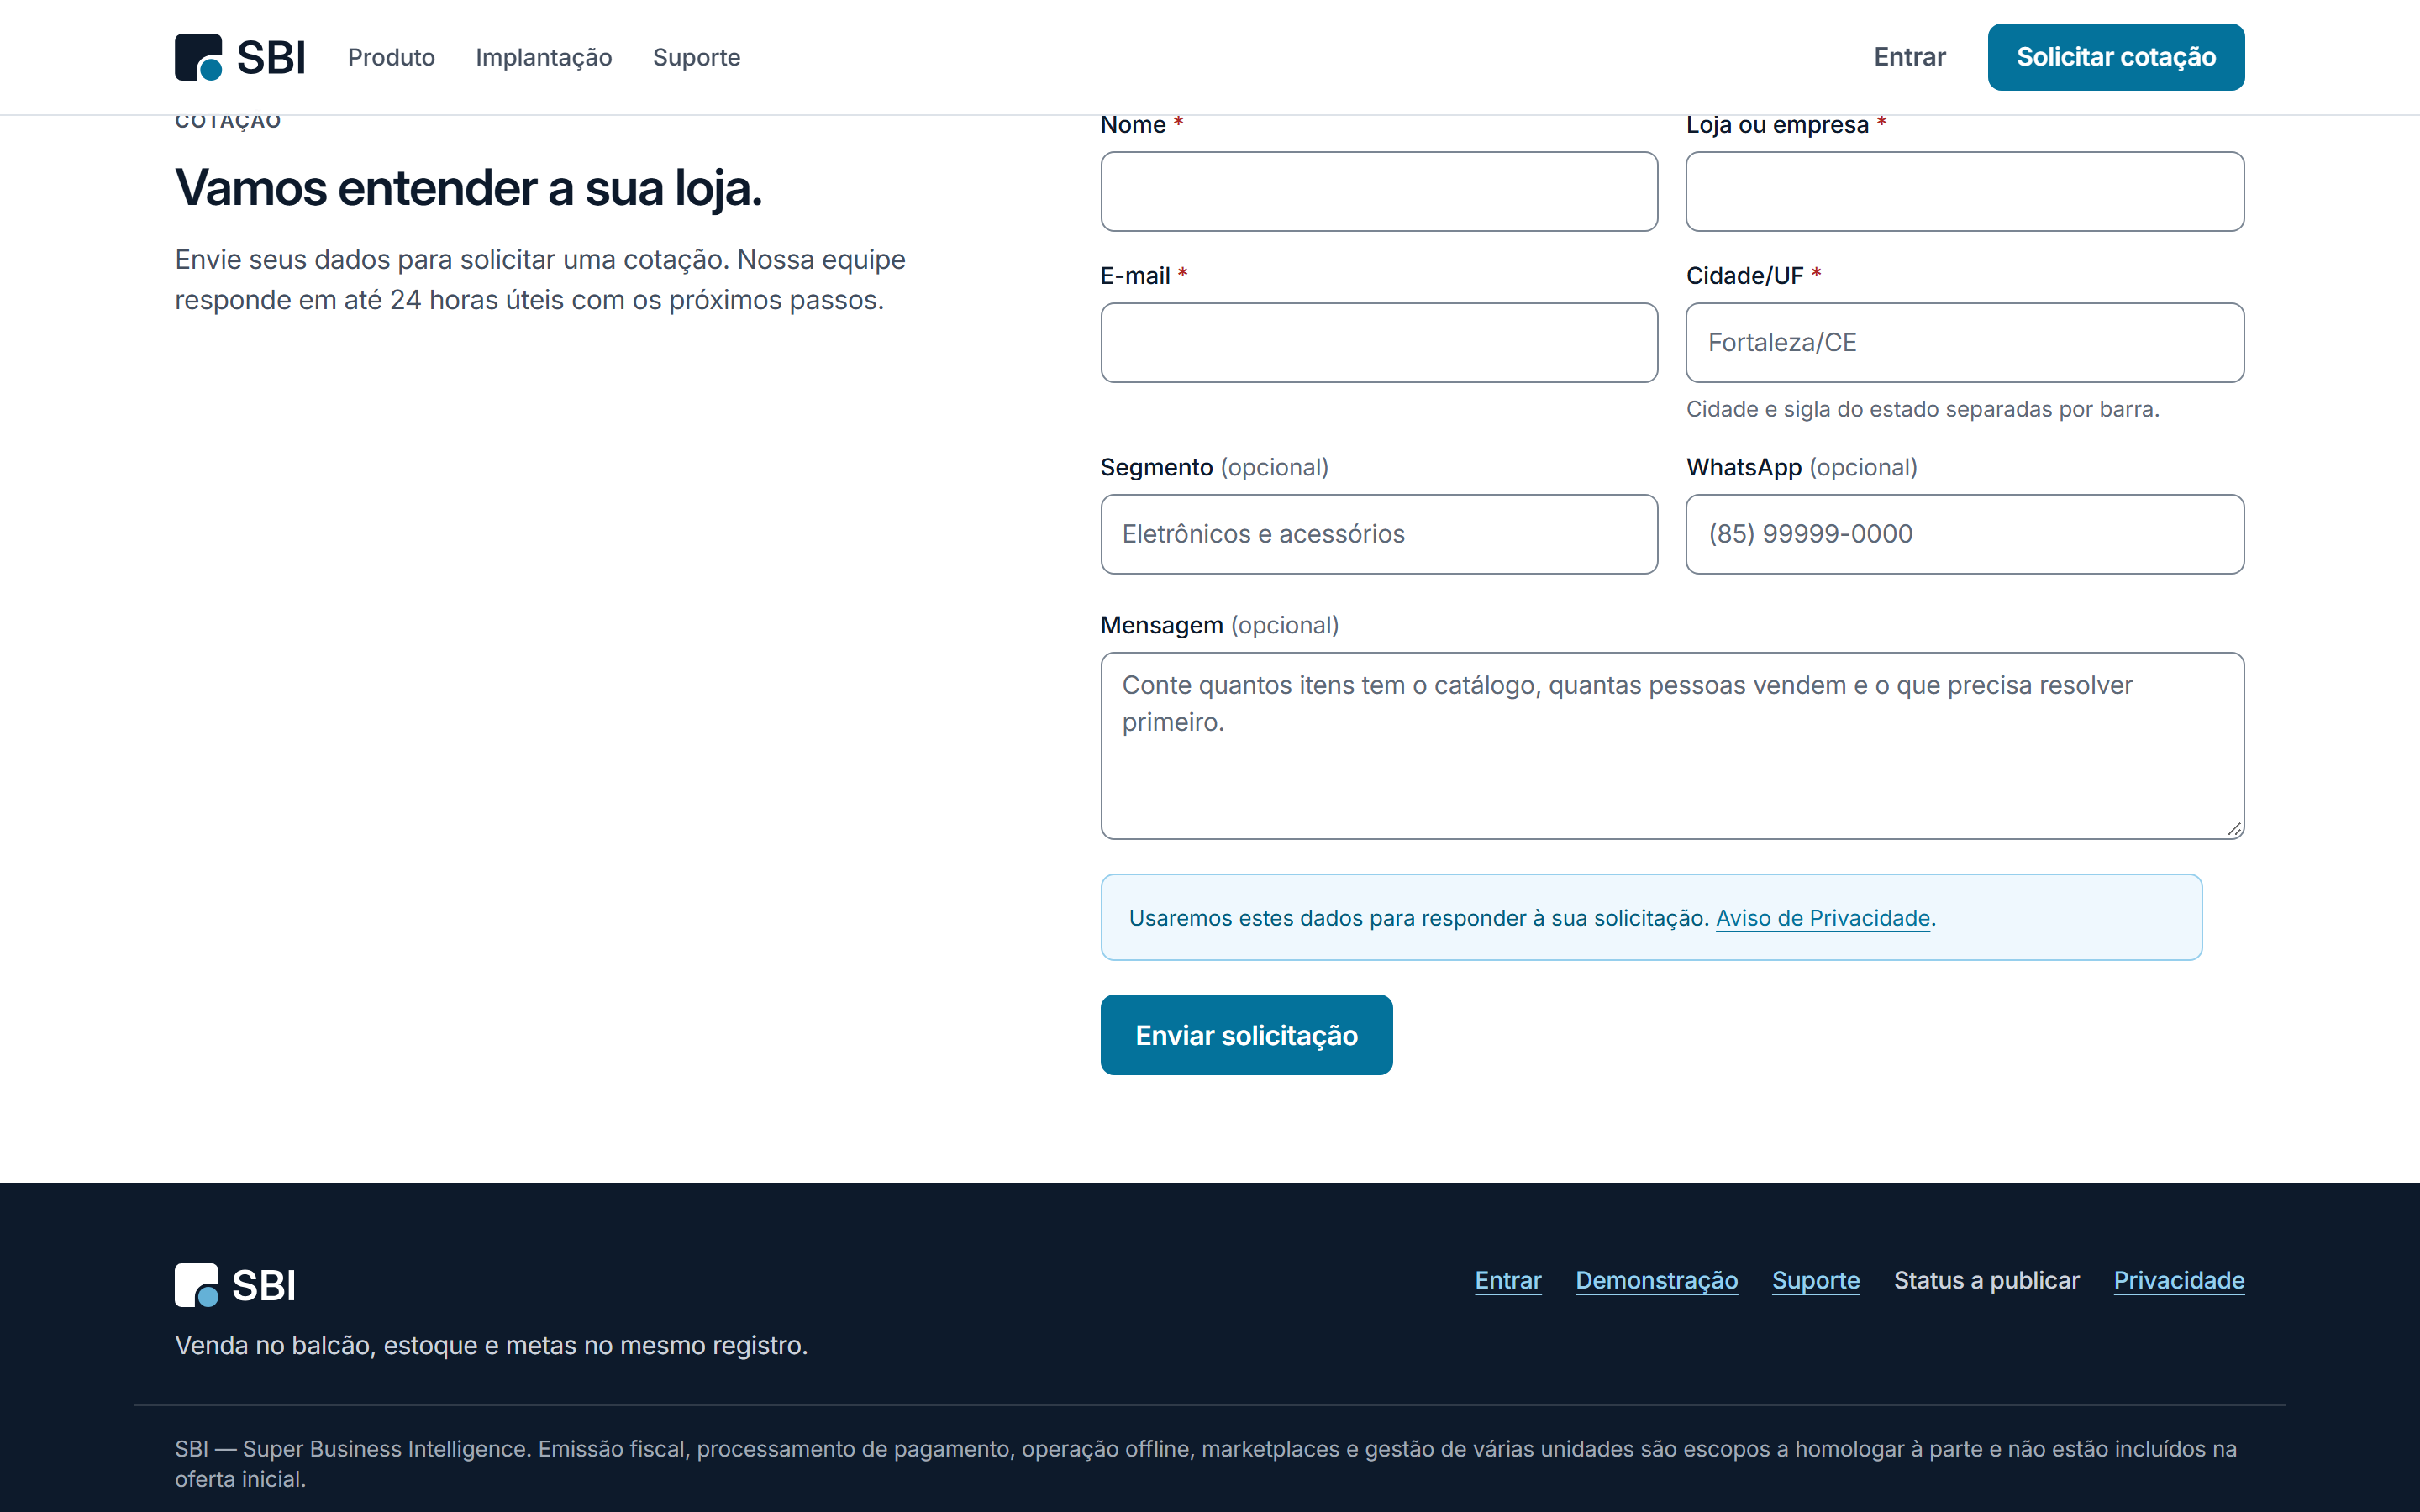 SBI
Produto
Implantação
Suporte
Entrar
Solicitar cotação
COTAÇÃO
Vamos entender a sua loja.
Envie seus dados para solicitar uma cotação. Nossa equipe
responde em até 24 horas úteis com os próximos passos.
Nome *
Loja ou empresa *
E-mail *
Cidade/UF *
Fortaleza/CE
Cidade e sigla do estado separadas por barra.
Segmento (opcional)
WhatsApp (opcional)
Eletrônicos e acessórios
(85) 99999-0000
Mensagem (opcional)
Conte quantos itens tem o catálogo, quantas pessoas vendem e o que precisa resolver
primeiro.
Usaremos estes dados para responder à sua solicitação. Aviso de Privacidade.
Enviar solicitação
SBI
Venda no balcão, estoque e metas no mesmo registro.
Entrar
Demonstração
Suporte
Status a publicar
Privacidade
SBI — Super Business Intelligence. Emissão fiscal, processamento de pagamento, operação offline, marketplaces e gestão de várias unidades são escopos a homologar à parte e não estão incluídos na
oferta inicial.